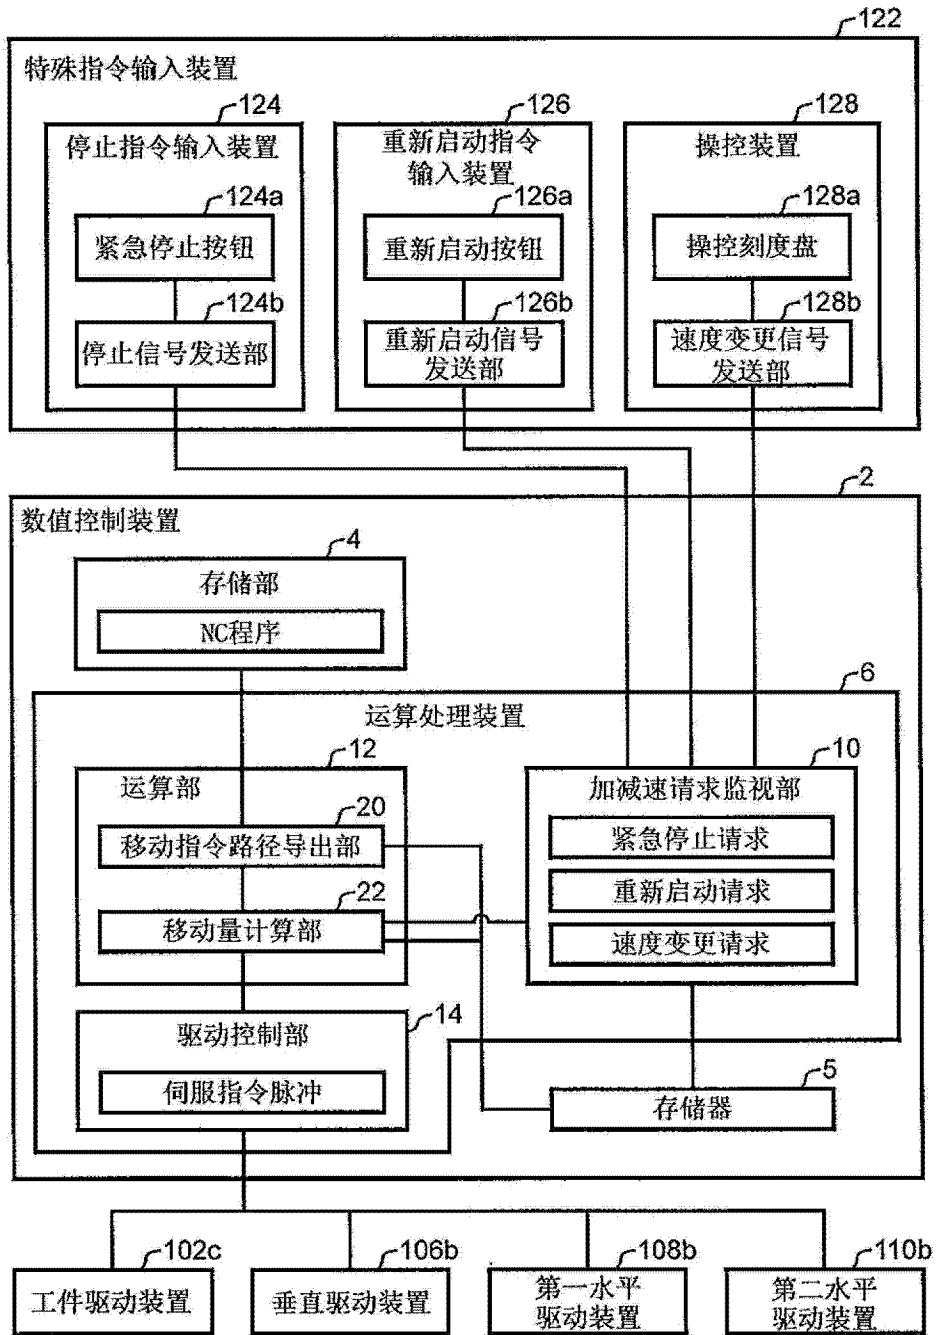 122
特殊指令输入装置
124
126
128
停止指令输入装置
重新启动指令
输入装置
操控装置
124a
126a
128a
紧急停止按钮
重新启动按钮
操控刻度盘
124b
126b
128b
停止信号发送部
重新启动信号
发送部
速度变更信号
发送部
2
数值控制装置
4
存储部
NC程序
6
运算处理装置
12
10
运算部
加减速请求监视部
20
移动指令路径导出部
紧急停止请求
22
重新启动请求
移动量计算部
速度变更请求
14
驱动控制部
伺服指令脉冲
5
存储器
102c
106b
108b
110b
工件驱动装置
垂直驱动装置
第一水平
驱动装置
第二水平
驱动装置